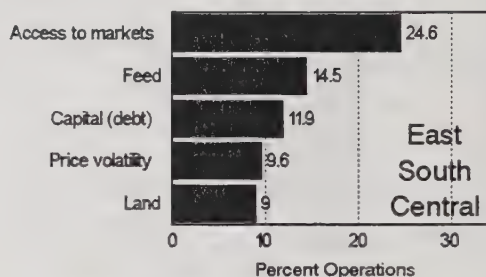 Access to markets 24.6
Feed 14.5
Capital (debt) 11.9
Price volatility 9.6
Land 9
East
South
Central
0 10 20 30
Percent Operations